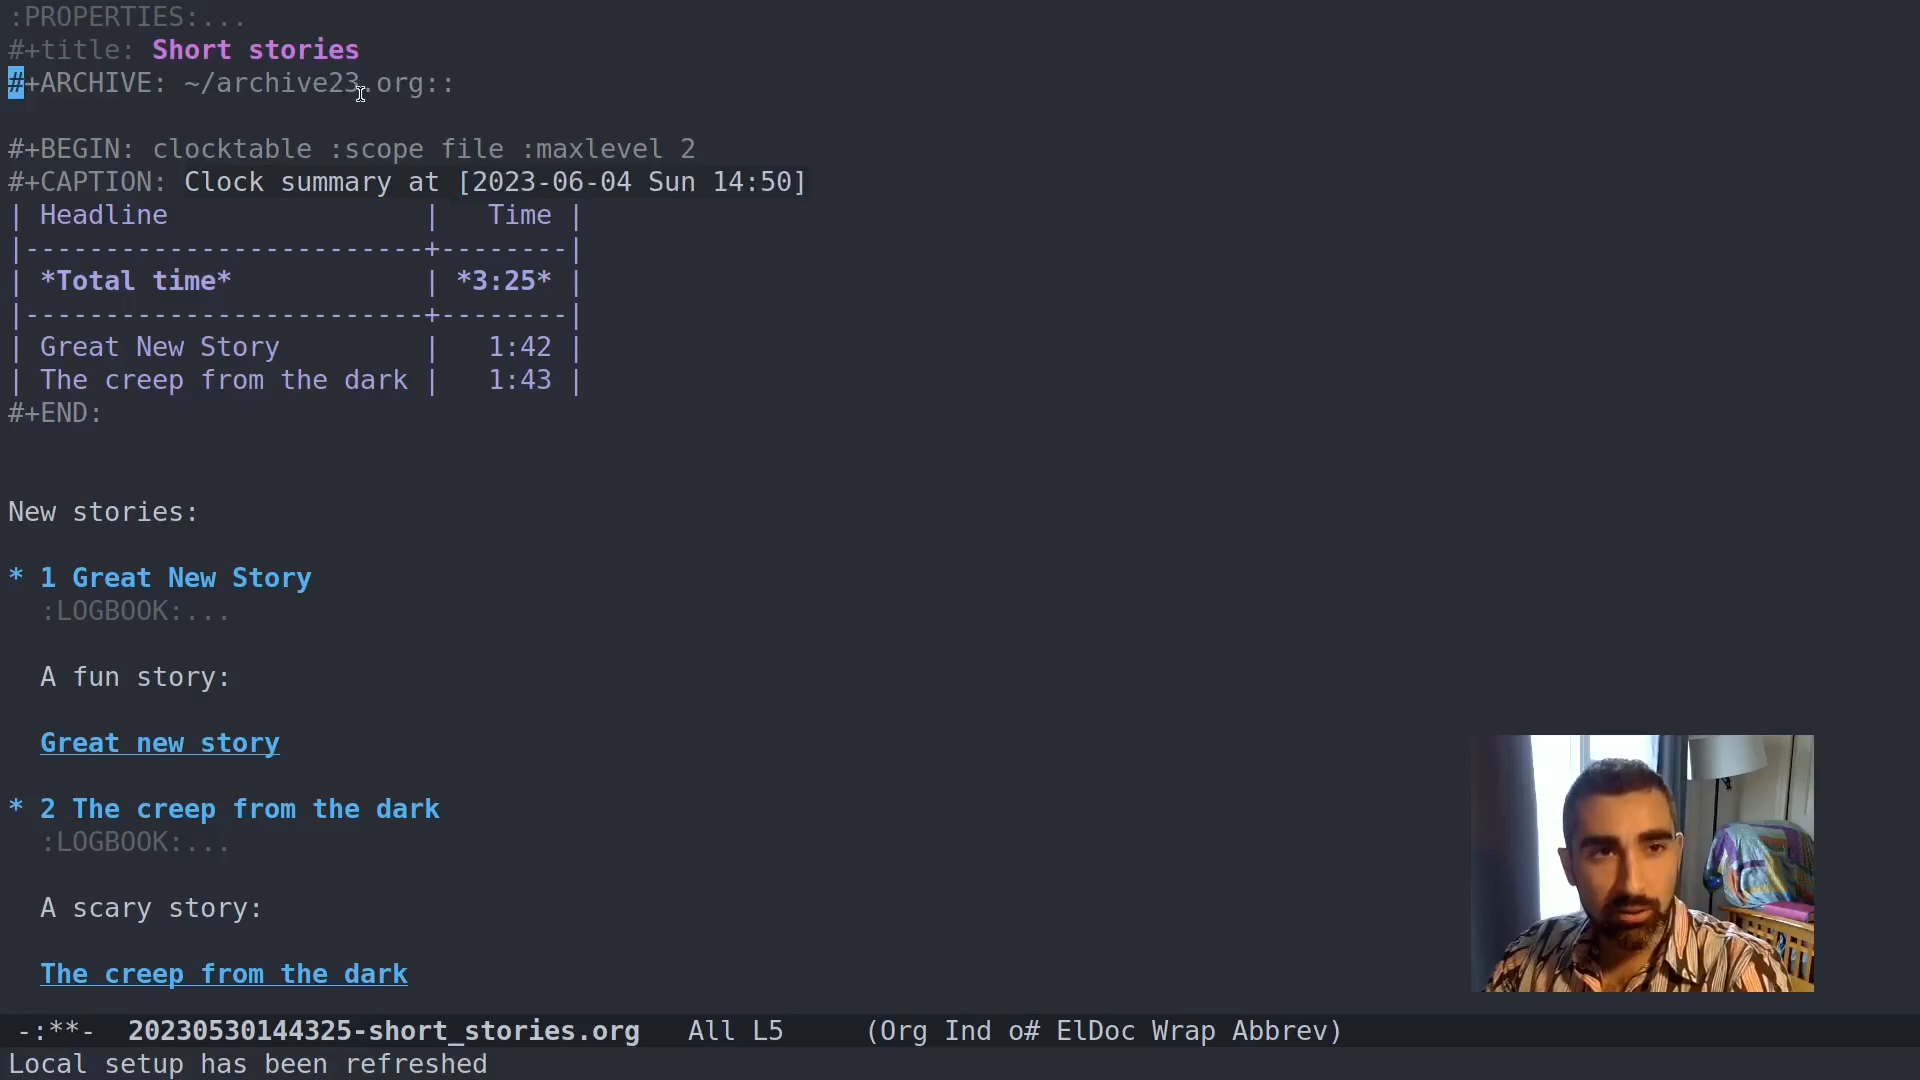 :PROPERTIES:...
#+title: Short stories
#+ARCHIVE: ~/archive23.org::
#+BEGIN: clocktable :scope file :maxlevel 2
#+CAPTION: Clock summary at [2023-06-04 Sun 14:50]
| Headline | Time |
|-------------------------+--------|
| *Total time* | *3:25* |
|-------------------------+--------|
| Great New Story | 1:42 |
| The creep from the dark | 1:43 |
#+END:
New stories:
* 1 Great New Story
:LOGBOOK:...
A fun story:
Great new story
* 2 The creep from the dark
:LOGBOOK:...
A scary story:
The creep from the dark
-:**- 20230530144325-short_stories.org All L5 (Org Ind o# ElDoc Wrap Abbrev)
Local setup has been refreshed